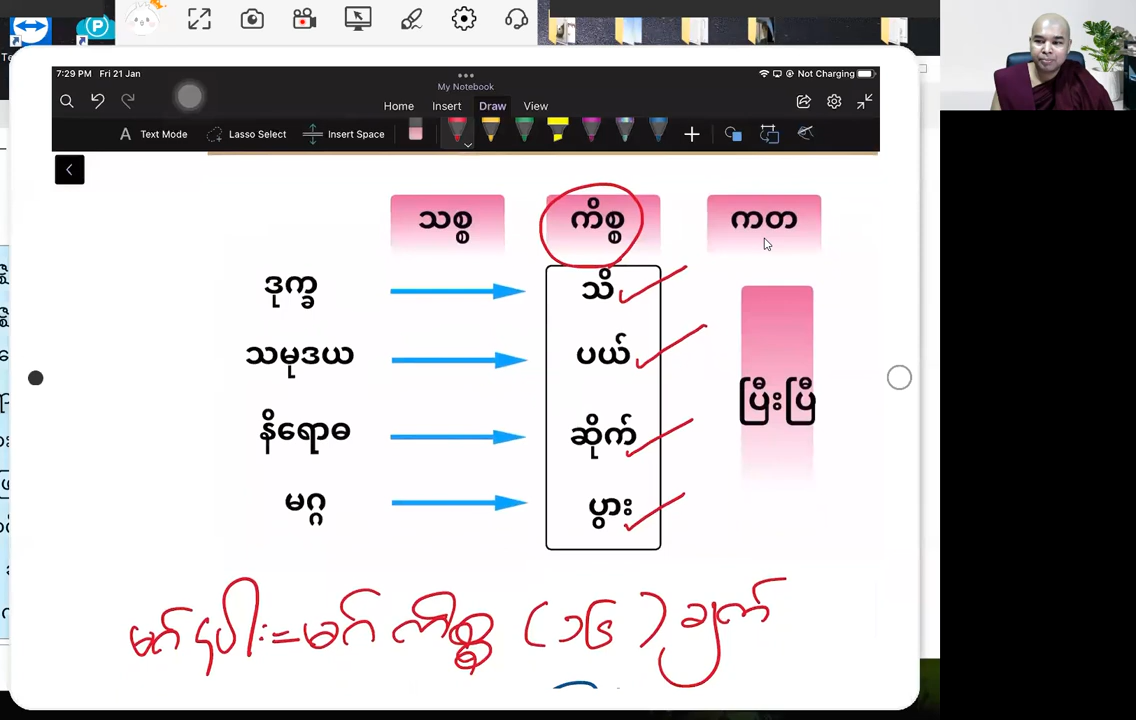 7:29 PM Fri 21 Jan
Not Charging
My Notebook
Home Insert Draw View
Text Mode Lasso Select Insert Space
သစ္စ ကိစ္စ ကတ
ဒုက္ခ သိ
သမုဒယ ပယ်
နိရောဓ ဆိုက်
မဂ္ဂ ပွား
ပြီးပြီ
မဂ် ၄ပါး = မဂ် ကိစ္စ (၁၆) ချက်